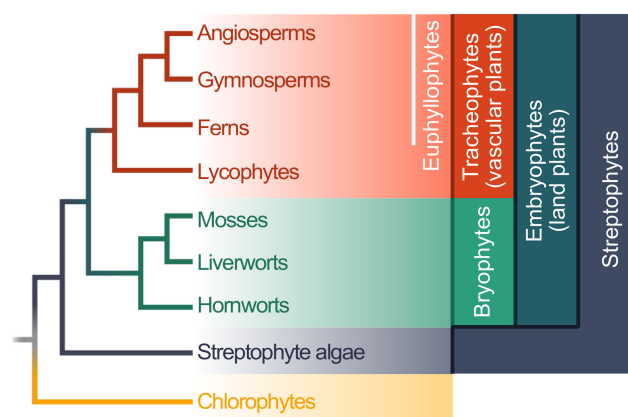 Angiosperms
Gymnosperms
Ferns
Lycophytes
Mosses
Liverworts
Hornworts
Streptophyte algae
Chlorophytes
Euphyllophytes
Tracheophytes
(vascular plants)
Bryophytes
Embryophytes
(land plants)
Streptophytes